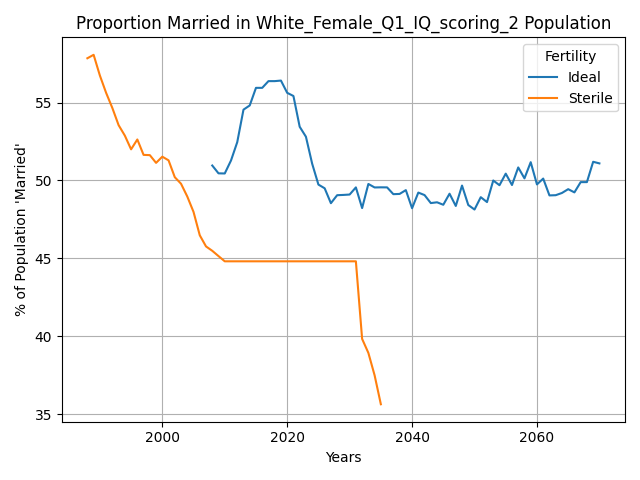 Proportion Married in White_Female_Q1_IQ_scoring_2 Population
% of Population 'Married'
55
50
45
40
35
Fertility
Ideal
Sterile
2000 2020 2040 2060
Years